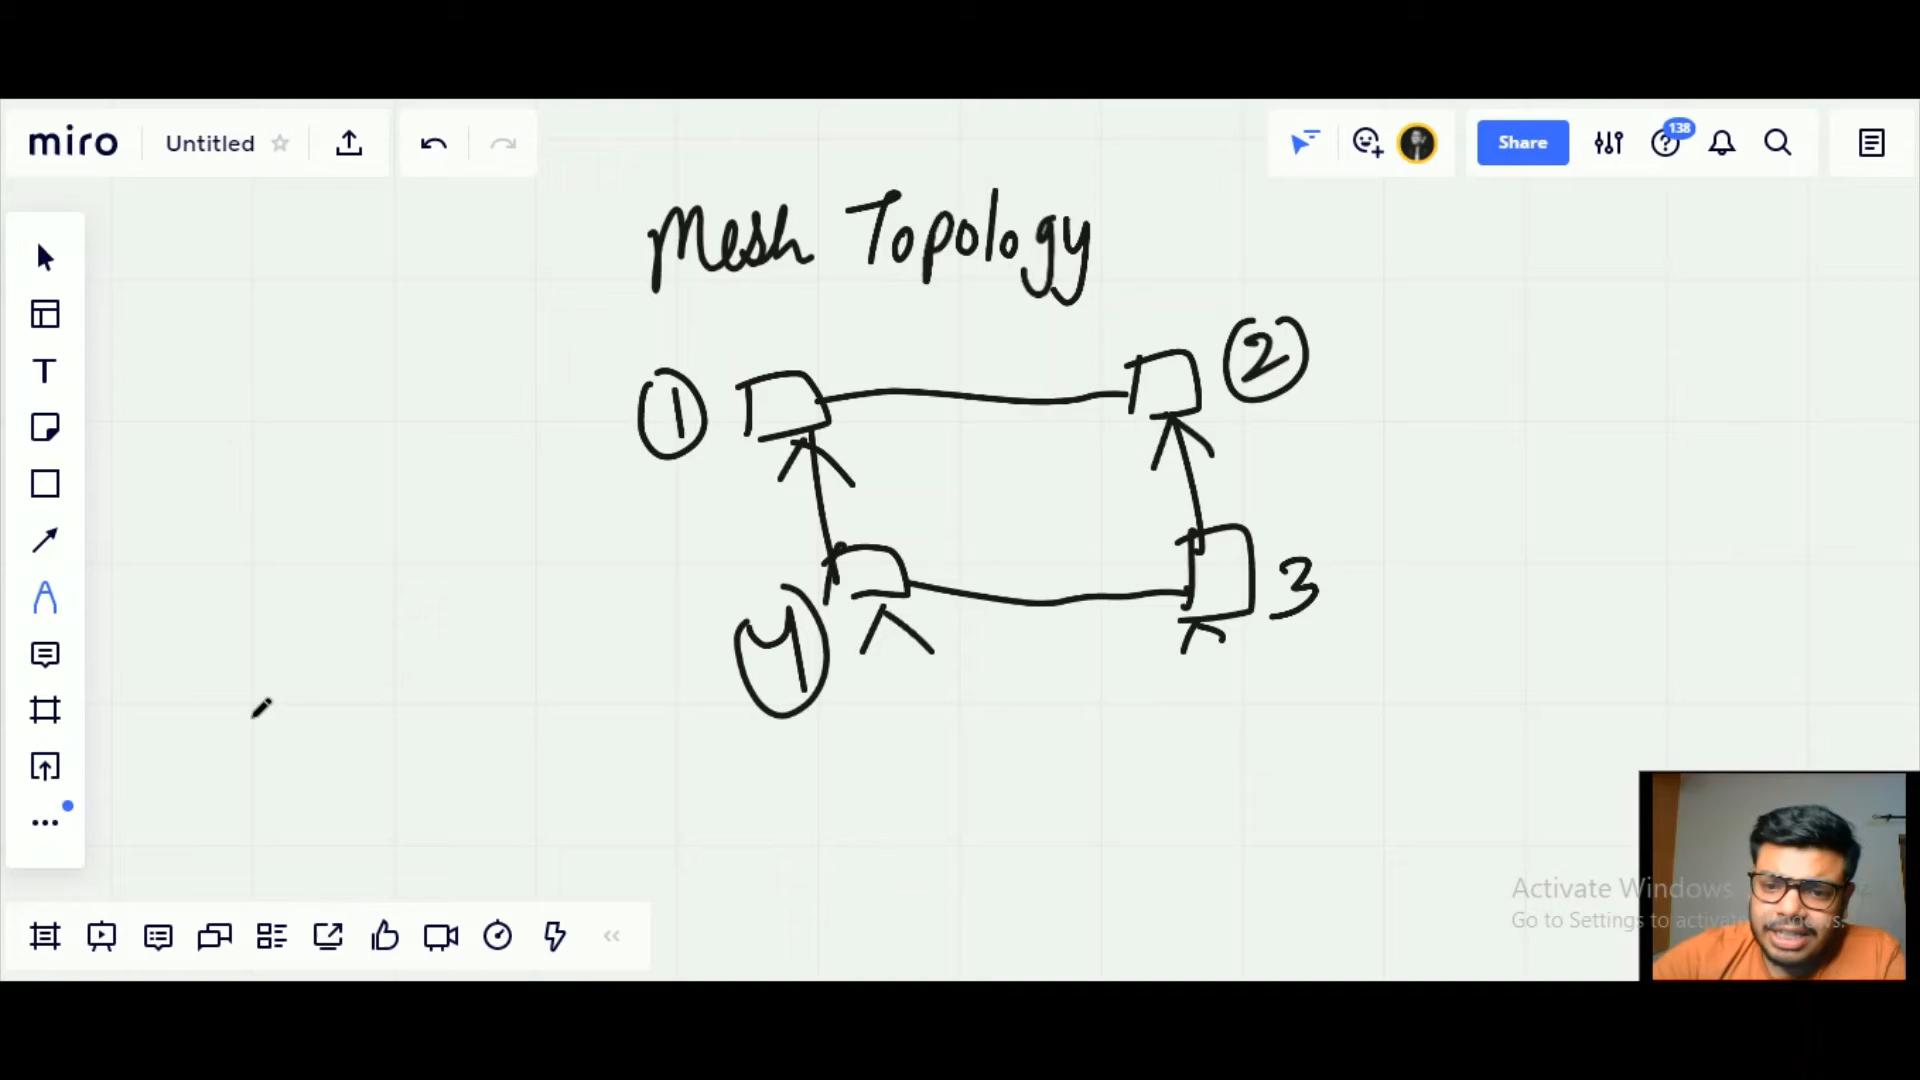 miro Untitled
Share 138
T
Mesh Topology
1
2
3
4
Activate Windows
Go to Settings to activate Windows.